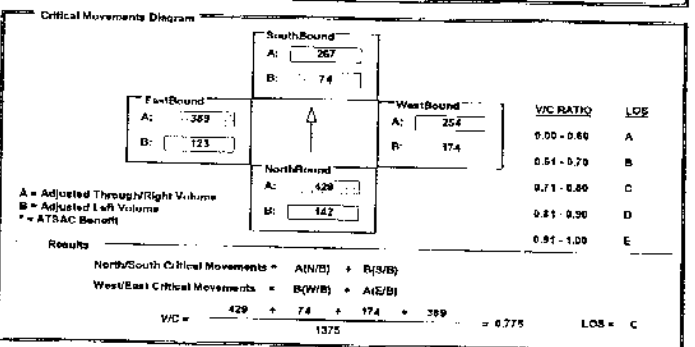 Critical Movements Diagram
SouthBound
A: 267
B: 74
EastBound
A: 389
B: 123
WestBound
A: 254
B: 174
NorthBound
A: 429
B: 142
V/C RATIO LOS
0.00 - 0.60 A
0.61 - 0.70 B
0.71 - 0.80 C
0.81 - 0.90 D
0.91 - 1.00 E
A = Adjusted Through/Right Volume
B = Adjusted Left Volume
* = ATSAC Benefit
Results
North/South Critical Movements = A(N/B) + B(S/B)
West/East Critical Movements = B(W/B) + A(E/B)
V/C = 429 + 74 + 174 + 389
1375
= 0.775 LOS = C